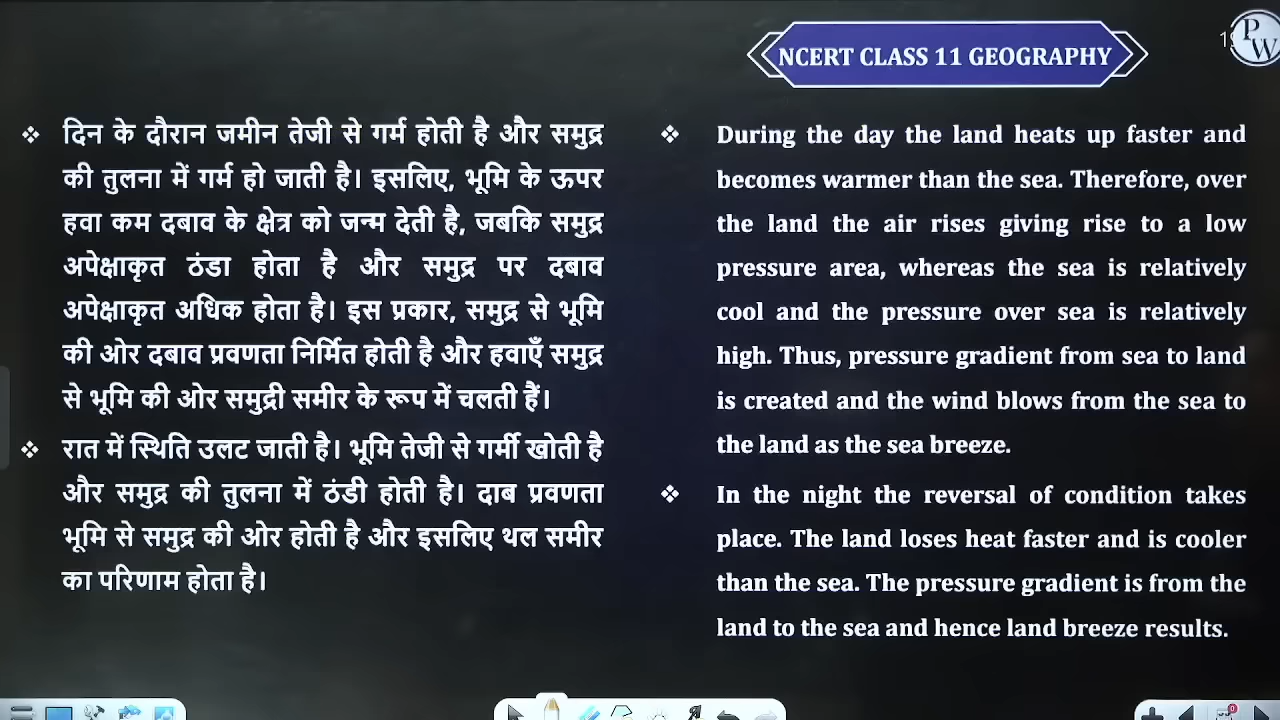 NCERT CLASS 11 GEOGRAPHY
PW
❖ दिन के दौरान जमीन तेजी से गर्म होती है और समुद्र
की तुलना में गर्म हो जाती है। इसलिए, भूमि के ऊपर
हवा कम दबाव के क्षेत्र को जन्म देती है, जबकि समुद्र
अपेक्षाकृत ठंडा होता है और समुद्र पर दबाव
अपेक्षाकृत अधिक होता है। इस प्रकार, समुद्र से भूमि
की ओर दबाव प्रवणता निर्मित होती है और हवाएँ समुद्र
से भूमि की ओर समुद्री समीर के रूप में चलती हैं।
❖ रात में स्थिति उलट जाती है। भूमि तेजी से गर्मी खोती है
और समुद्र की तुलना में ठंडी होती है। दाब प्रवणता
भूमि से समुद्र की ओर होती है और इसलिए थल समीर
का परिणाम होता है।
❖ During the day the land heats up faster and
becomes warmer than the sea. Therefore, over
the land the air rises giving rise to a low
pressure area, whereas the sea is relatively
cool and the pressure over sea is relatively
high. Thus, pressure gradient from sea to land
is created and the wind blows from the sea to
the land as the sea breeze.
❖ In the night the reversal of condition takes
place. The land loses heat faster and is cooler
than the sea. The pressure gradient is from the
land to the sea and hence land breeze results.